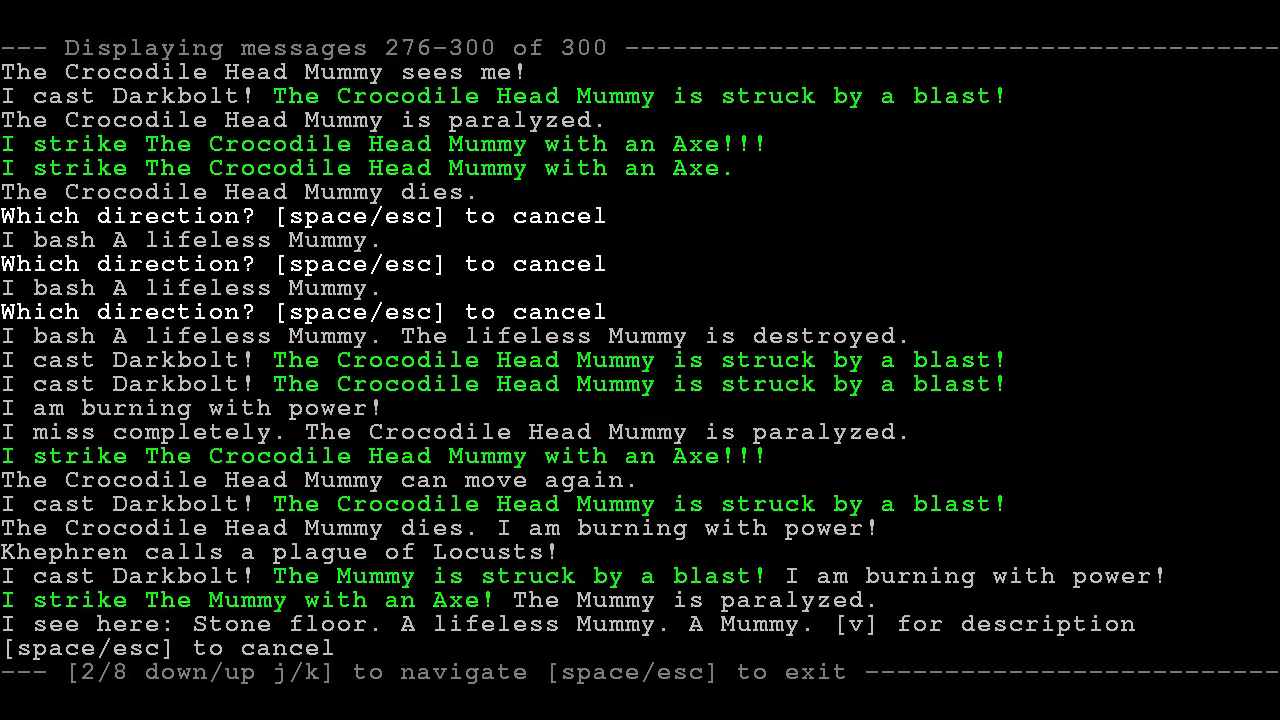 --- Displaying messages 276-300 of 300 -----------------------------------------
The Crocodile Head Mummy sees me!
I cast Darkbolt! The Crocodile Head Mummy is struck by a blast!
The Crocodile Head Mummy is paralyzed.
I strike The Crocodile Head Mummy with an Axe!!!
I strike The Crocodile Head Mummy with an Axe.
The Crocodile Head Mummy dies.
Which direction? [space/esc] to cancel
I bash A lifeless Mummy.
Which direction? [space/esc] to cancel
I bash A lifeless Mummy.
Which direction? [space/esc] to cancel
I bash A lifeless Mummy. The lifeless Mummy is destroyed.
I cast Darkbolt! The Crocodile Head Mummy is struck by a blast!
I cast Darkbolt! The Crocodile Head Mummy is struck by a blast!
I am burning with power!
I miss completely. The Crocodile Head Mummy is paralyzed.
I strike The Crocodile Head Mummy with an Axe!!!
The Crocodile Head Mummy can move again.
I cast Darkbolt! The Crocodile Head Mummy is struck by a blast!
The Crocodile Head Mummy dies. I am burning with power!
Khephren calls a plague of Locusts!
I cast Darkbolt! The Mummy is struck by a blast! I am burning with power!
I strike The Mummy with an Axe! The Mummy is paralyzed.
I see here: Stone floor. A lifeless Mummy. A Mummy. [v] for description
[space/esc] to cancel
--- [2/8 down/up j/k] to navigate [space/esc] to exit --------------------------